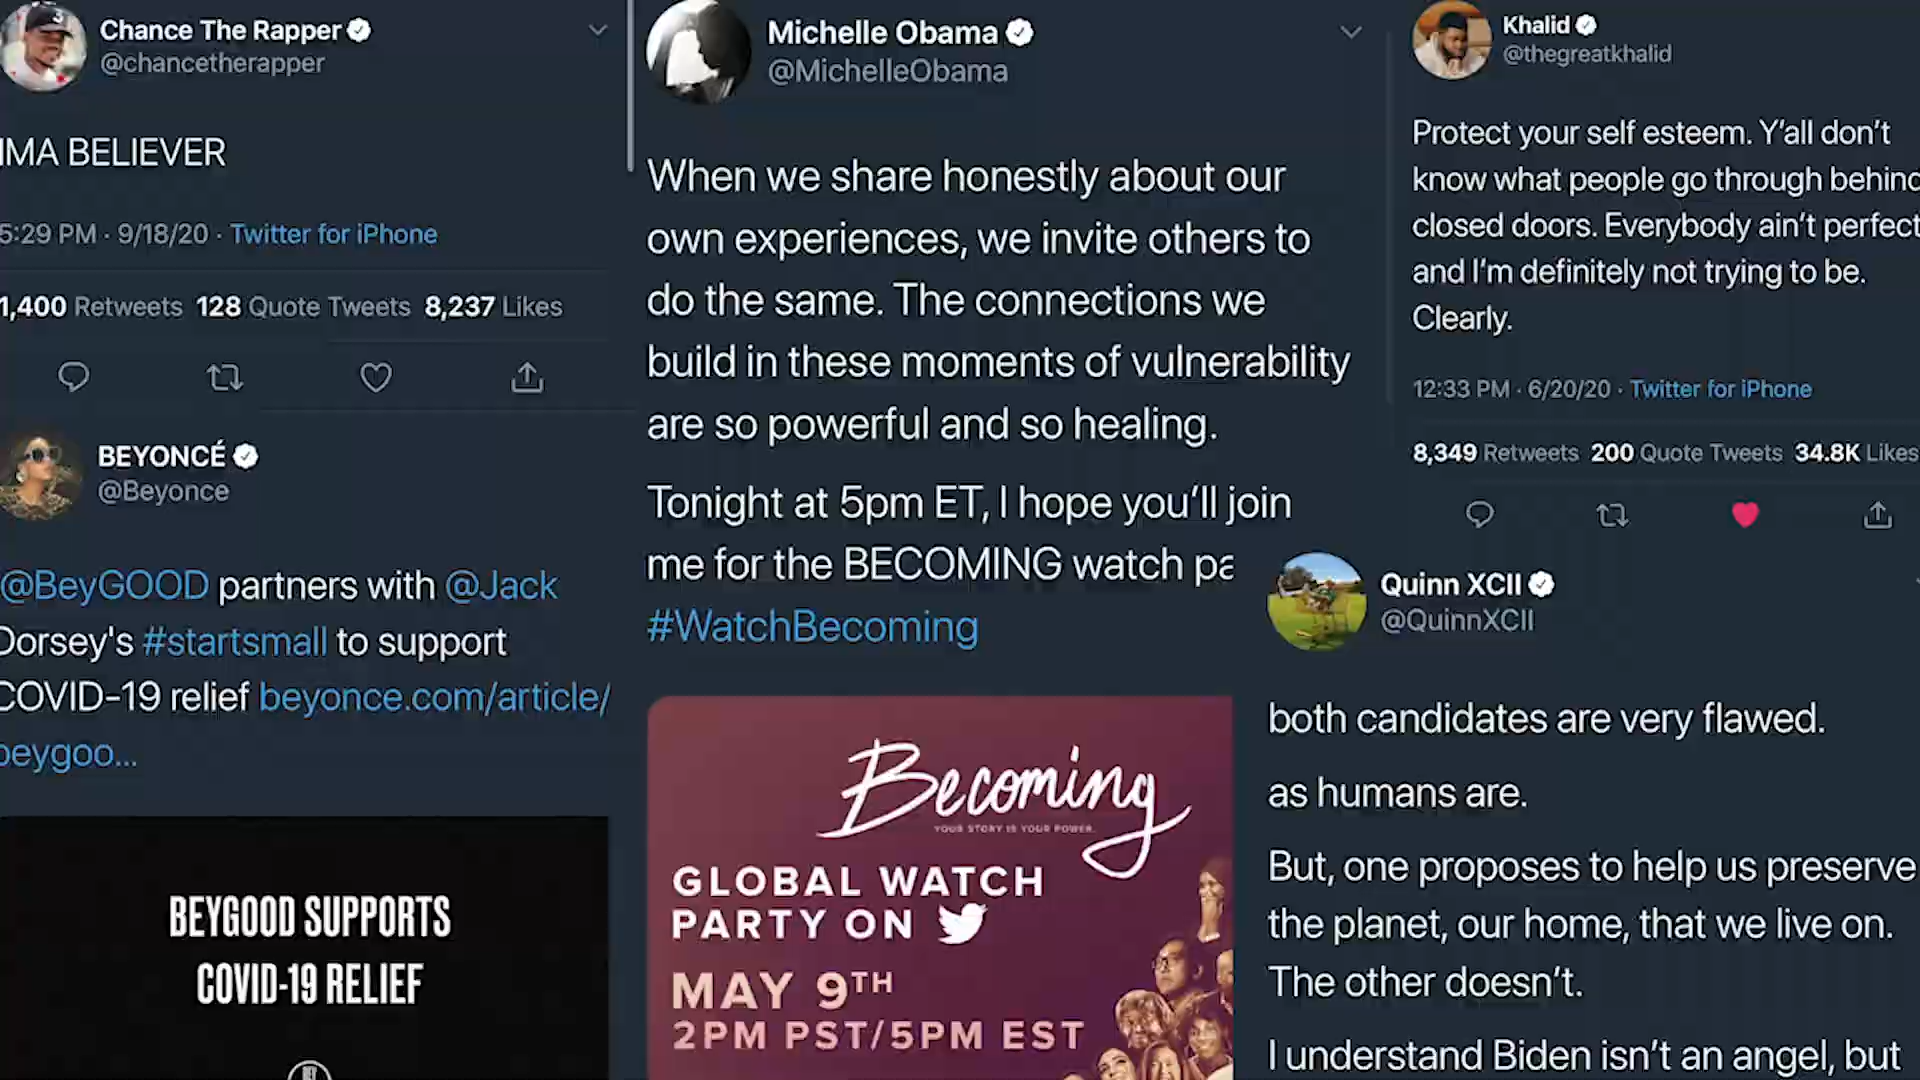 Chance The Rapper
@chancetherapper
IMA BELIEVER
5:29 PM · 9/18/20 · Twitter for iPhone
1,400 Retweets 128 Quote Tweets 8,237 Likes
BEYONCÉ
@Beyonce
@BeyGOOD partners with @Jack
Dorsey's #startsmall to support
COVID-19 relief beyonce.com/article/
beygoo...
BEYGOOD SUPPORTS
COVID-19 RELIEF
Michelle Obama
@MichelleObama
When we share honestly about our
own experiences, we invite others to
do the same. The connections we
build in these moments of vulnerability
are so powerful and so healing.
Tonight at 5pm ET, I hope you’ll join
me for the BECOMING watch pa
#WatchBecoming
Becoming
YOUR STORY IS YOUR POWER.
GLOBAL WATCH
PARTY ON
MAY 9TH
2PM PST/5PM EST
Khalid
@thegreatkhalid
Protect your self esteem. Y’all don’t
know what people go through behind
closed doors. Everybody ain’t perfect
and I’m definitely not trying to be.
Clearly.
12:33 PM · 6/20/20 · Twitter for iPhone
8,349 Retweets 200 Quote Tweets 34.8K Likes
Quinn XCII
@QuinnXCII
both candidates are very flawed.
as humans are.
But, one proposes to help us preserve
the planet, our home, that we live on.
The other doesn’t.
I understand Biden isn’t an angel, but